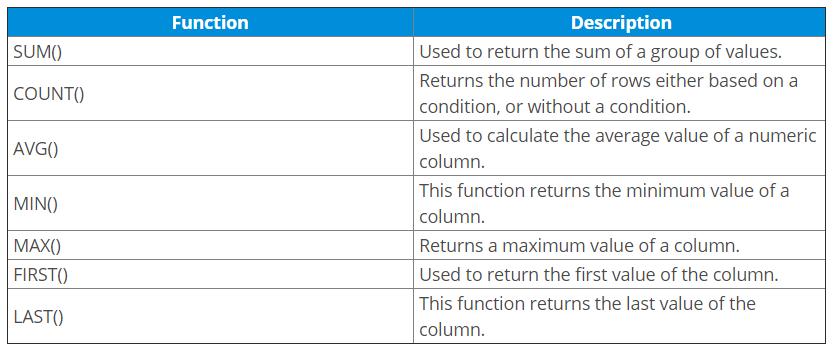 Function Description
SUM() Used to return the sum of a group of values.
COUNT() Returns the number of rows either based on a
condition, or without a condition.
AVG() Used to calculate the average value of a numeric
column.
MIN() This function returns the minimum value of a
column.
MAX() Returns a maximum value of a column.
FIRST() Used to return the first value of the column.
LAST() This function returns the last value of the
column.